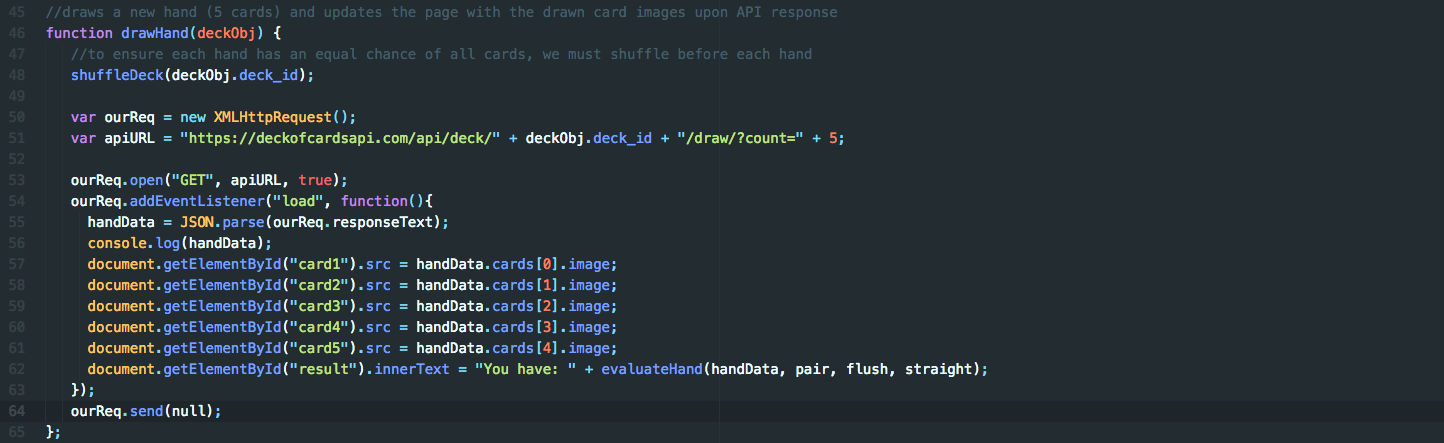 45 //draws a new hand (5 cards) and updates the page with the drawn card images upon API response
46 function drawHand(deckObj) {
47 //to ensure each hand has an equal chance of all cards, we must shuffle before each hand
48 shuffleDeck(deckObj.deck_id);
49
50 var ourReq = new XMLHttpRequest();
51 var apiURL = "https://deckofcardsapi.com/api/deck/" + deckObj.deck_id + "/draw/?count=" + 5;
52
53 ourReq.open("GET", apiURL, true);
54 ourReq.addEventListener("load", function(){
55 handData = JSON.parse(ourReq.responseText);
56 console.log(handData);
57 document.getElementById("card1").src = handData.cards[0].image;
58 document.getElementById("card2").src = handData.cards[1].image;
59 document.getElementById("card3").src = handData.cards[2].image;
60 document.getElementById("card4").src = handData.cards[3].image;
61 document.getElementById("card5").src = handData.cards[4].image;
62 document.getElementById("result").innerText = "You have: " + evaluateHand(handData, pair, flush, straight);
63 });
64 ourReq.send(null);
65 };